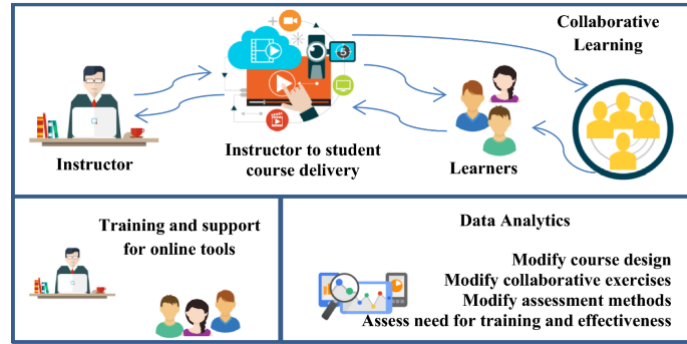 Collaborative
Learning
Instructor
Instructor to student
course delivery
Learners
Training and support
for online tools
Data Analytics
Modify course design
Modify collaborative exercises
Modify assessment methods
Assess need for training and effectiveness